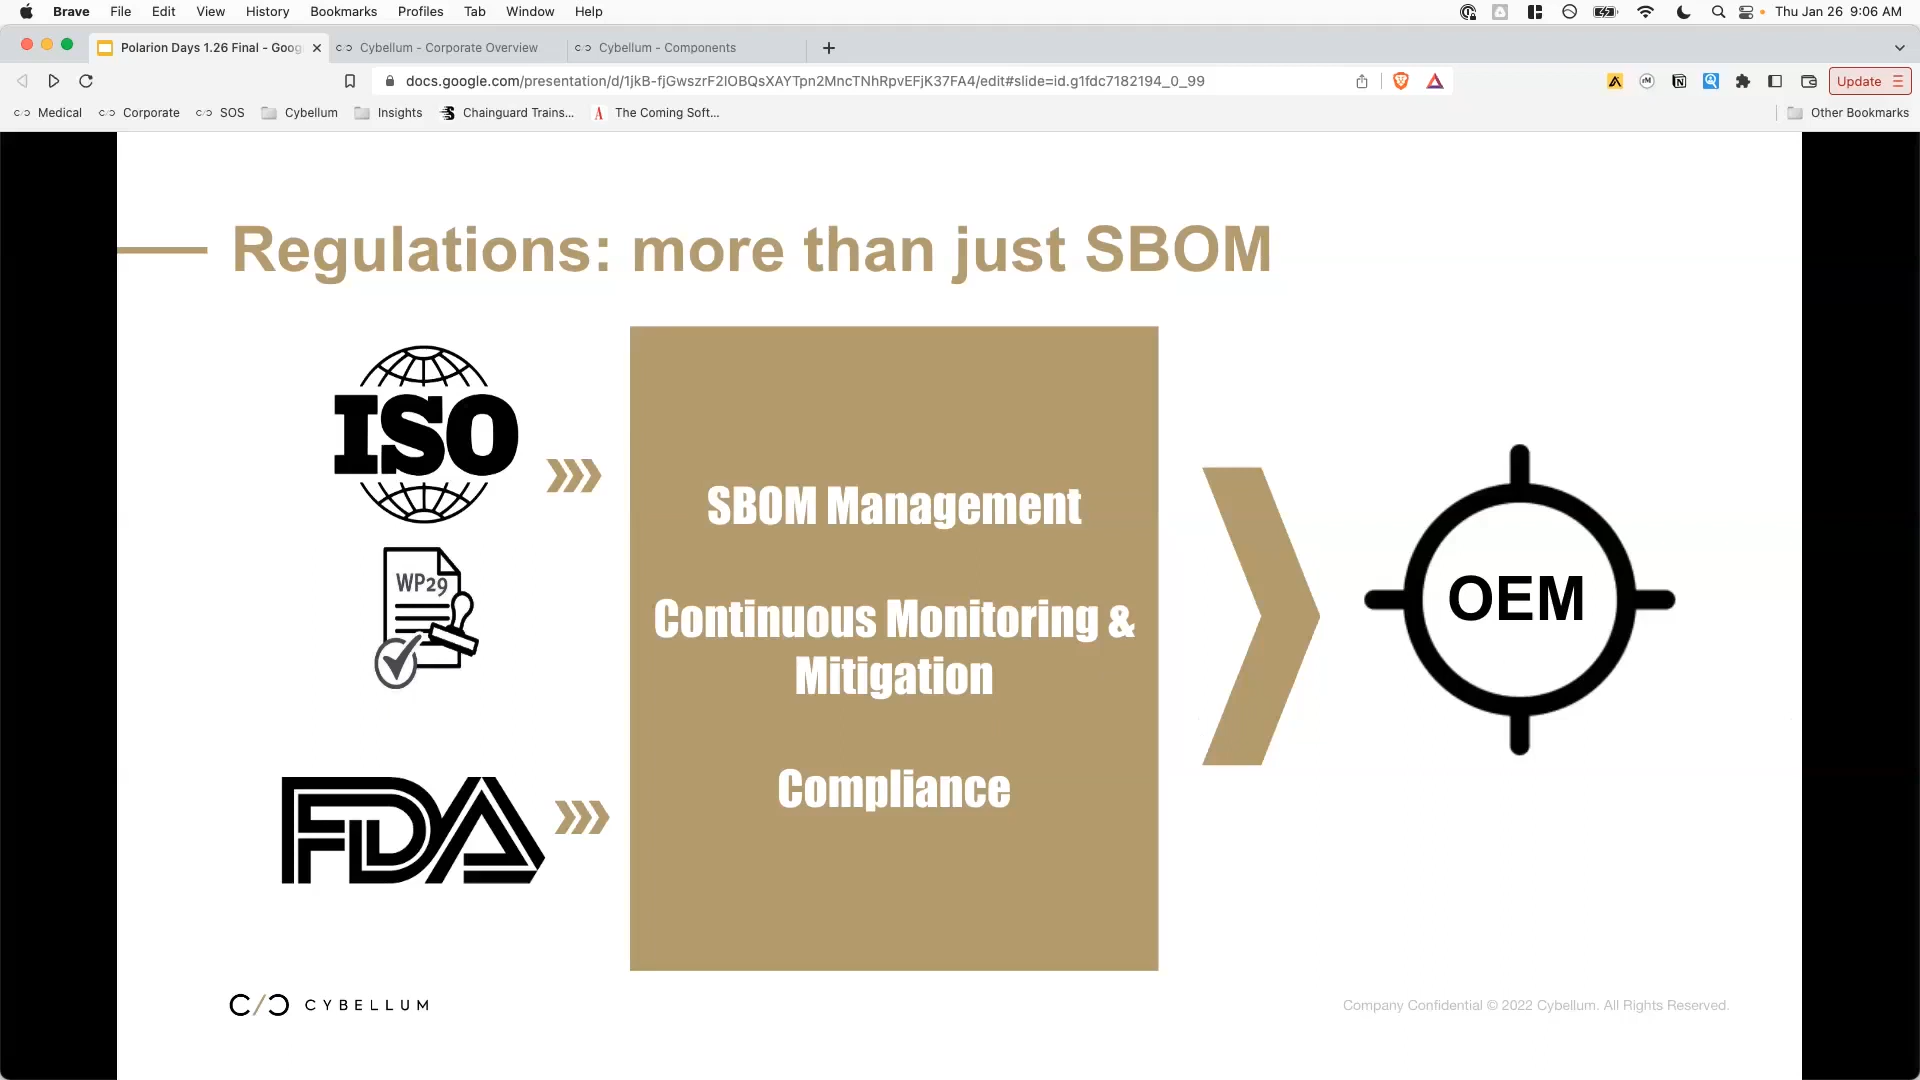 Brave File Edit View History Bookmarks Profiles Tab Window Help Thu Jan 26 9:06 AM
Polarion Days 1.26 Final - Goog Cybellum - Corporate Overview Cybellum - Components
docs.google.com/presentation/d/1jkB-fjGwszrF2IOBQsXAYTpn2MncTNhRpvEFjK37FA4/edit#slide=id.g1fdc7182194_0_99 Update
Medical Corporate SOS Cybellum Insights Chainguard Trains... The Coming Soft... Other Bookmarks
Regulations: more than just SBOM
ISO
WP29
FDA
SBOM Management
Continuous Monitoring &
Mitigation
Compliance
OEM
CYBELLUM
Company Confidential © 2022 Cybellum. All Rights Reserved.